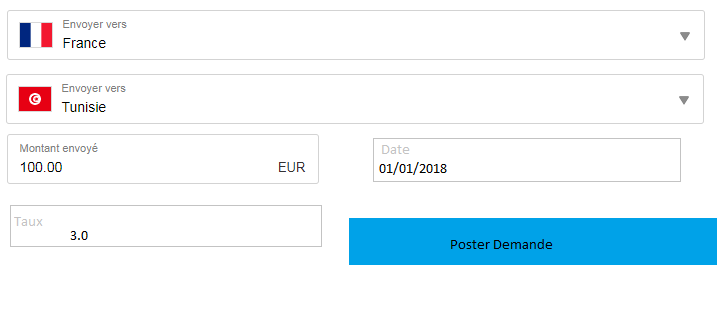 Envoyer vers
France
Envoyer vers
Tunisie
Montant envoyé
100.00 EUR
Date
01/01/2018
Taux
3.0
Poster Demande